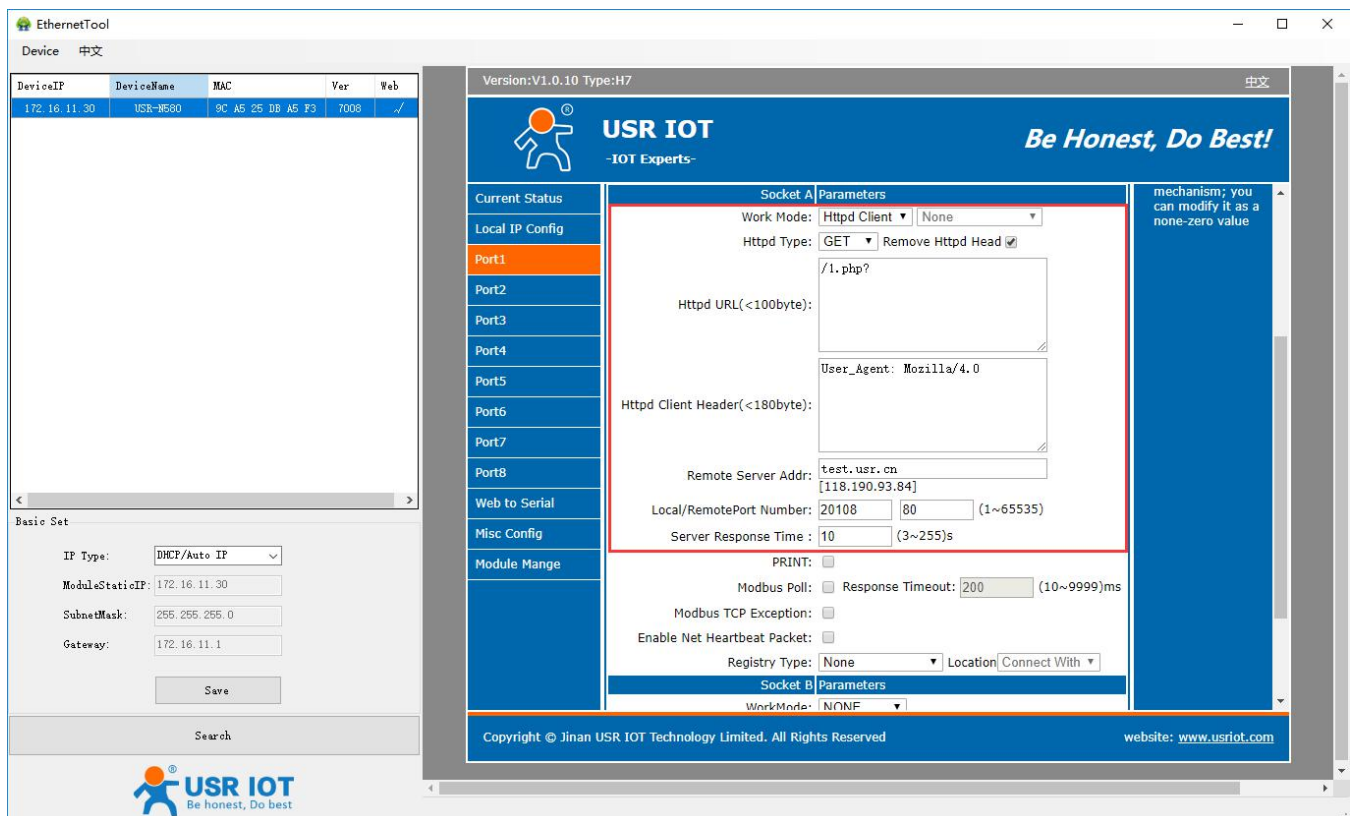 EthernetTool
Device 中文
DeviceIP DeviceName MAC Ver Web
172.16.11.30 USR-N580 9C A5 25 DB A5 F3 7008 √
Basic Set
IP Type: DHCP/Auto IP
ModuleStaticIP: 172.16.11.30
SubnetMask: 255.255.255.0
Gateway: 172.16.11.1
Save
Search
®
USR IOT
Be honest, Do best
Version:V1.0.10 Type:H7 中文
®
USR IOT
-IOT Experts-
Be Honest, Do Best!
Current Status
Local IP Config
Port1
Port2
Port3
Port4
Port5
Port6
Port7
Port8
Web to Serial
Misc Config
Module Mange
Socket A Parameters
Work Mode: Httpd Client None
Httpd Type: GET Remove Httpd Head
Httpd URL(<100byte): /1.php?
Httpd Client Header(<180byte): User_Agent: Mozilla/4.0
Remote Server Addr: test.usr.cn
[118.190.93.84]
Local/RemotePort Number: 20108 80 (1~65535)
Server Response Time : 10 (3~255)s
PRINT:
Modbus Poll: Response Timeout: 200 (10~9999)ms
Modbus TCP Exception:
Enable Net Heartbeat Packet:
Registry Type: None Location Connect With
Socket B Parameters
WorkMode: NONE
mechanism; you
can modify it as a
none-zero value
Copyright © Jinan USR IOT Technology Limited. All Rights Reserved website: www.usriot.com